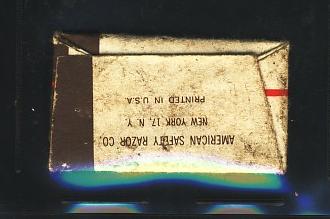 AMERICAN SAFETY RAZOR CO.
NEW YORK 17, N. Y.
PRINTED IN U.S.A.